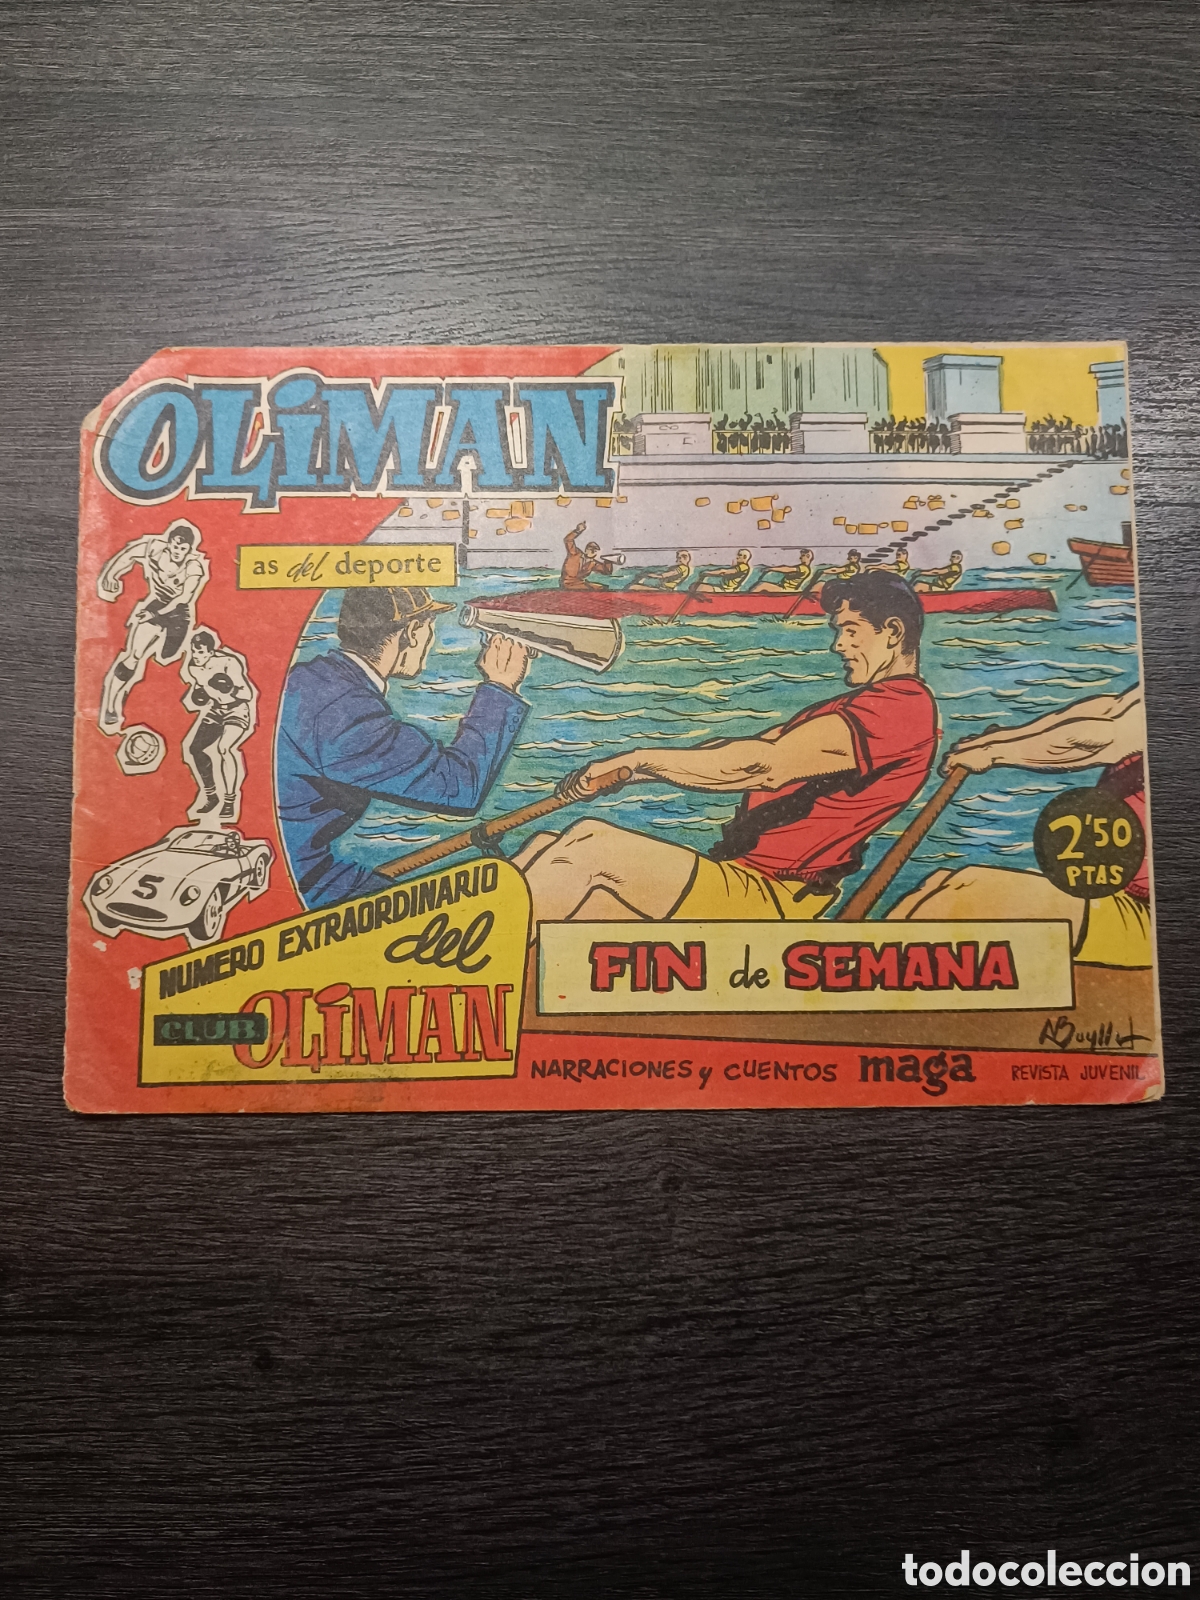 OLiMAN
as del deporte
5
2'50
PTAS
NUMERO EXTRAORDINARIO
del
CLUB OLiMAN
FIN de SEMANA
NARRACIONES y CUENTOS maga REVISTA JUVENIL
todocoleccion